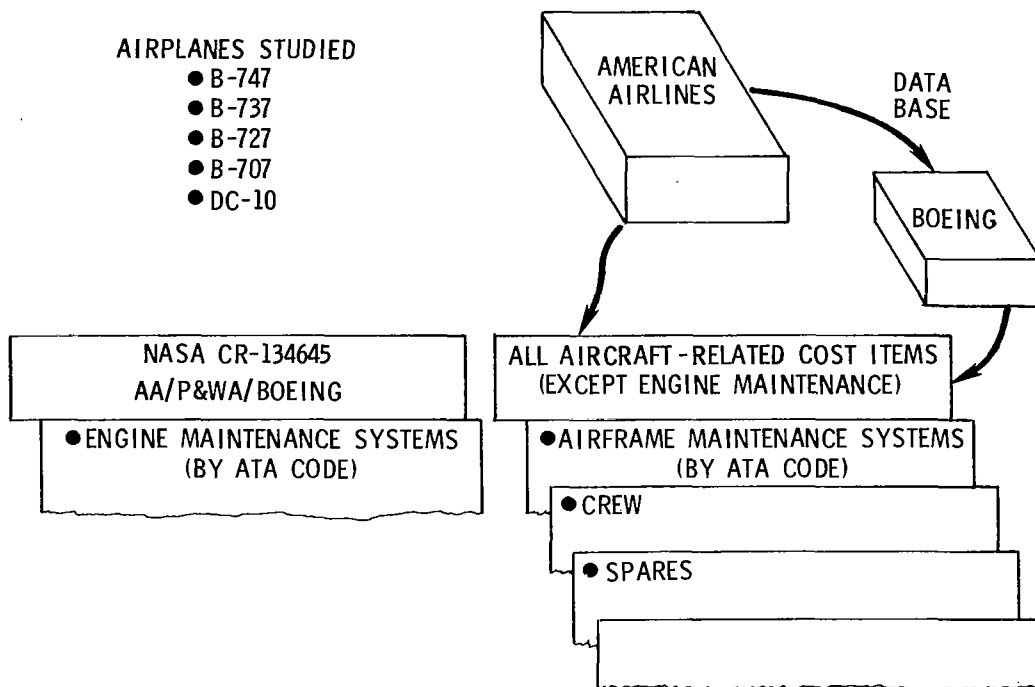 AIRPLANES STUDIED
● B-747
● B-737
● B-727
● B-707
● DC-10
AMERICAN
AIRLINES
DATA
BASE
BOEING
NASA CR-134645
AA/P&WA/BOEING
● ENGINE MAINTENANCE SYSTEMS
(BY ATA CODE)
ALL AIRCRAFT-RELATED COST ITEMS
(EXCEPT ENGINE MAINTENANCE)
● AIRFRAME MAINTENANCE SYSTEMS
(BY ATA CODE)
● CREW
● SPARES